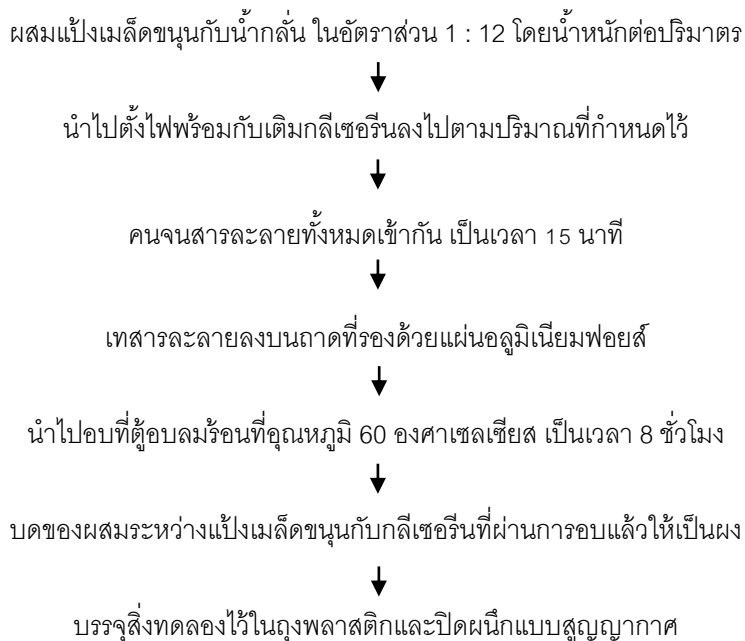 ผสมแป้งเมล็ดขนุนกับน้ำกลั่น ในอัตราส่วน 1 : 12 โดยน้ำหนักต่อปริมาตร
นำไปตั้งไฟพร้อมกับเติมกลีเซอรีนลงไปตามปริมาณที่กำหนดไว้
คนจนสารละลายทั้งหมดเข้ากัน เป็นเวลา 15 นาที
เทสารละลายลงบนถาดที่รองด้วยแผ่นอลูมิเนียมฟอยส์
นำไปอบที่ตู้อบลมร้อนที่อุณหภูมิ 60 องศาเซลเซียส เป็นเวลา 8 ชั่วโมง
บดของผสมระหว่างแป้งเมล็ดขนุนกับกลีเซอรีนที่ผ่านการอบแล้วให้เป็นผง
บรรจุสิ่งทดลองไว้ในถุงพลาสติกและปิดผนึกแบบสูญญากาศ